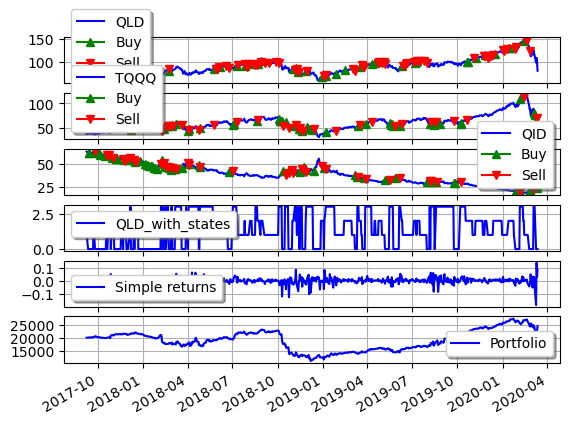 QLD
Buy
Sell
150
100
TQQQ
Buy
Sell
100
50
QID
Buy
Sell
50
25
QLD_with_states
2.5
0.0
Simple returns
0.1
0.0
−0.1
Portfolio
25000
20000
15000
2017-10 2018-01 2018-04 2018-07 2018-10 2019-01 2019-04 2019-07 2019-10 2020-01 2020-04